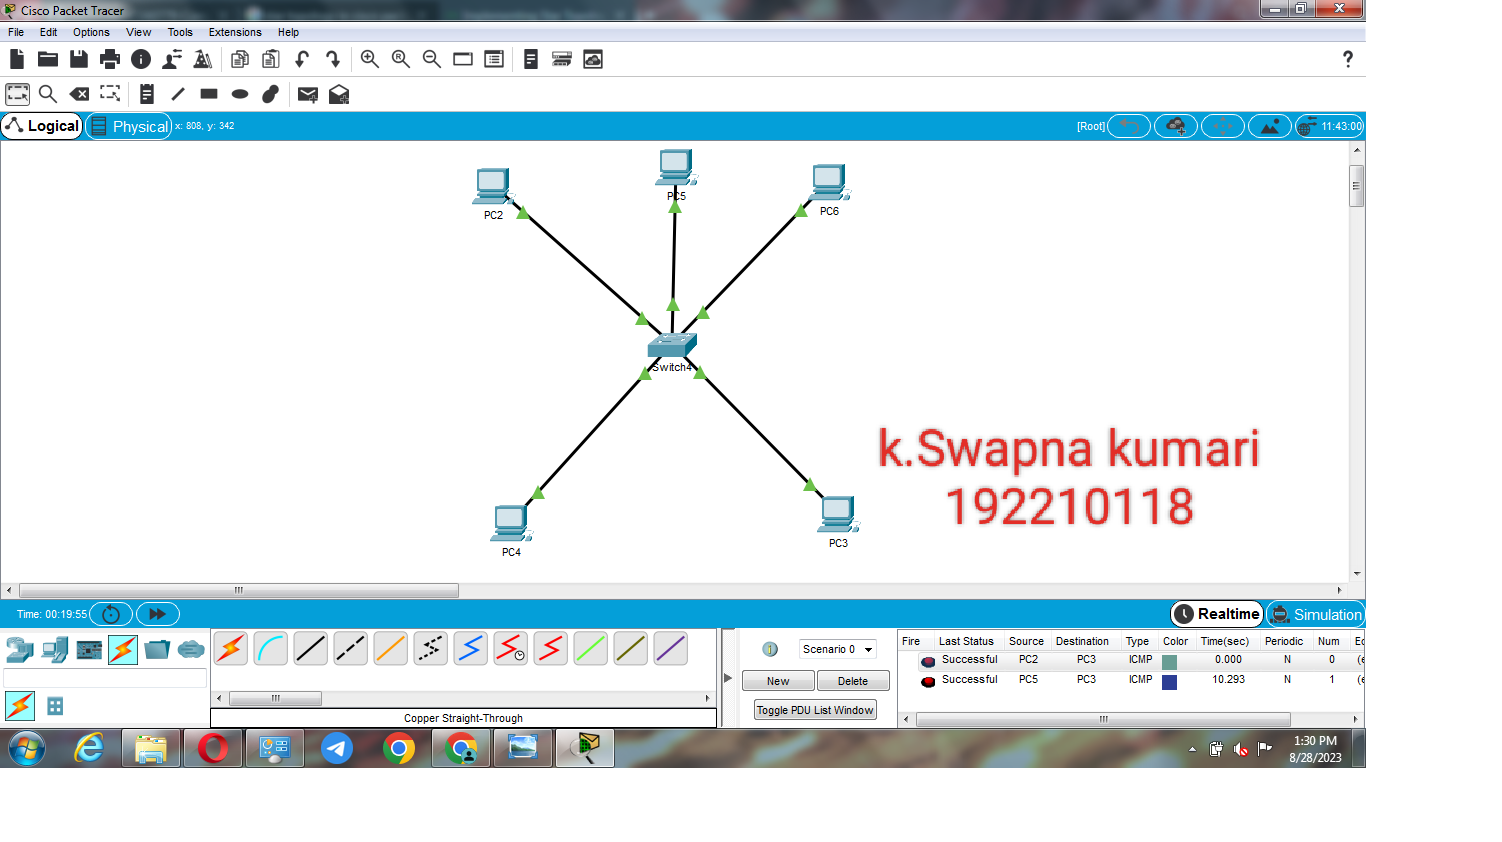 Cisco Packet Tracer
File Edit Options View Tools Extensions Help
Logical Physical x: 808, y: 342 [Root] 11:43:00
PC5
PC2
PC6
Switch4
k.Swapna kumari
192210118
PC4
PC3
Time: 00:19:55 Realtime Simulation
Scenario 0
New Delete
Toggle PDU List Window
Copper Straight-Through
Fire Last Status Source Destination Type Color Time(sec) Periodic Num
Successful PC2 PC3 ICMP 0.000 N 0
Successful PC5 PC3 ICMP 10.293 N 1
1:30 PM
8/28/2023